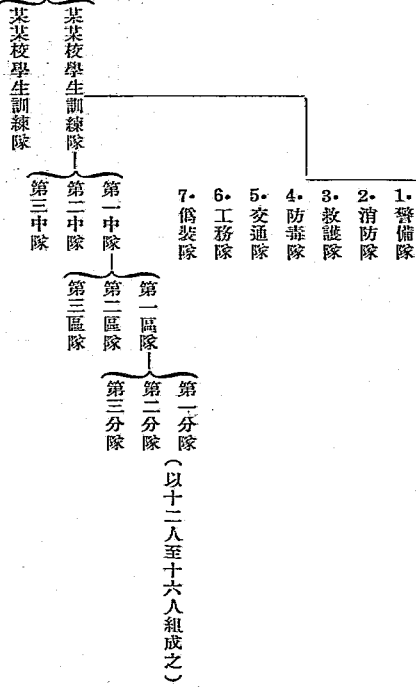 1. 警備隊
2. 消防隊
3. 救護隊
4. 防毒隊
5. 交通隊
6. 工務隊
7. 僞裝隊
某某校學生訓練隊
某某校學生訓練隊
第一中隊
第二中隊
第三中隊
第一區隊
第二區隊
第三區隊
第一分隊
第二分隊
第三分隊
（以十二人至十六人組成之）